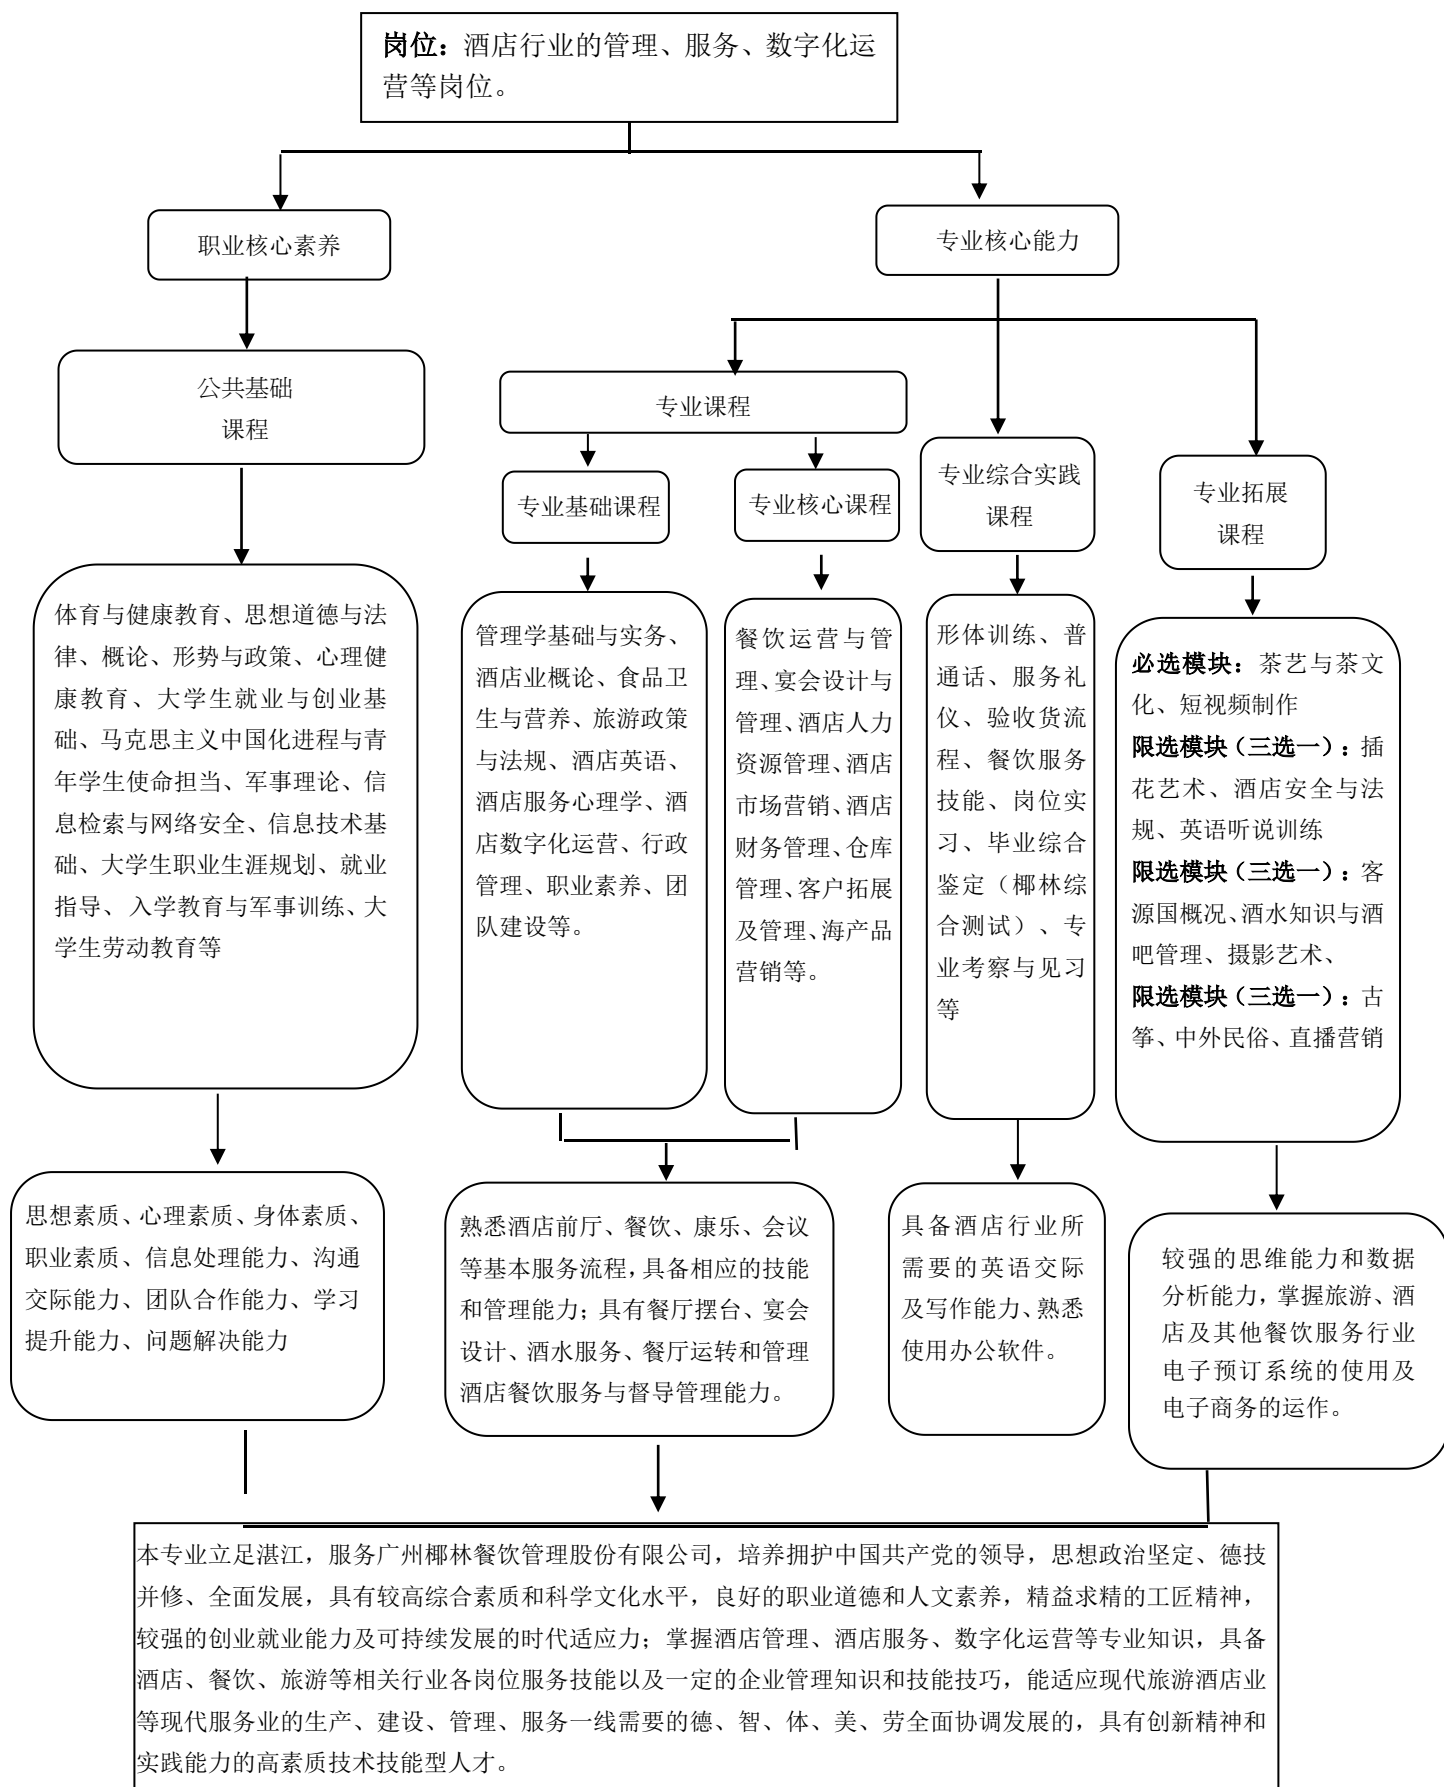 岗位：酒店行业的管理、服务、数字化运
营等岗位。
职业核心素养
专业核心能力
公共基础
课程
专业课程
专业基础课程
专业核心课程
专业综合实践
课程
专业拓展
课程
体育与健康教育、思想道德与法
律、概论、形势与政策、心理健
康教育、大学生就业与创业基
础、马克思主义中国化进程与青
年学生使命担当、军事理论、信
息检索与网络安全、信息技术基
础、大学生职业生涯规划、就业
指导、入学教育与军事训练、大
学生劳动教育等
管理学基础与实务、
酒店业概论、食品卫
生与营养、旅游政策
与法规、酒店英语、
酒店服务心理学、酒
店数字化运营、行政
管理、职业素养、团
队建设等。
餐饮运营与管
理、宴会设计与
管理、酒店人力
资源管理、酒店
市场营销、酒店
财务管理、仓库
管理、客户拓展
及管理、海产品
营销等。
形体训练、普
通话、服务礼
仪、验收货流
程、餐饮服务
技能、岗位实
习、毕业综合
鉴定（椰林综
合测试）、专
业考察与见习
等
必选模块：茶艺与茶文
化、短视频制作
限选模块（三选一）：插
花艺术、酒店安全与法
规、英语听说训练
限选模块（三选一）：客
源国概况、酒水知识与酒
吧管理、摄影艺术、
限选模块（三选一）：古
筝、中外民俗、直播营销
思想素质、心理素质、身体素质、
职业素质、信息处理能力、沟通
交际能力、团队合作能力、学习
提升能力、问题解决能力
熟悉酒店前厅、餐饮、康乐、会议
等基本服务流程，具备相应的技能
和管理能力；具有餐厅摆台、宴会
设计、酒水服务、餐厅运转和管理
酒店餐饮服务与督导管理能力。
具备酒店行业所
需要的英语交际
及写作能力、熟悉
使用办公软件。
较强的思维能力和数据
分析能力，掌握旅游、酒
店及其他餐饮服务行业
电子预订系统的使用及
电子商务的运作。
本专业立足湛江，服务广州椰林餐饮管理股份有限公司，培养拥护中国共产党的领导，思想政治坚定、德技
并修、全面发展，具有较高综合素质和科学文化水平，良好的职业道德和人文素养，精益求精的工匠精神，
较强的创业就业能力及可持续发展的时代适应力；掌握酒店管理、酒店服务、数字化运营等专业知识，具备
酒店、餐饮、旅游等相关行业各岗位服务技能以及一定的企业管理知识和技能技巧，能适应现代旅游酒店业
等现代服务业的生产、建设、管理、服务一线需要的德、智、体、美、劳全面协调发展的，具有创新精神和
实践能力的高素质技术技能型人才。